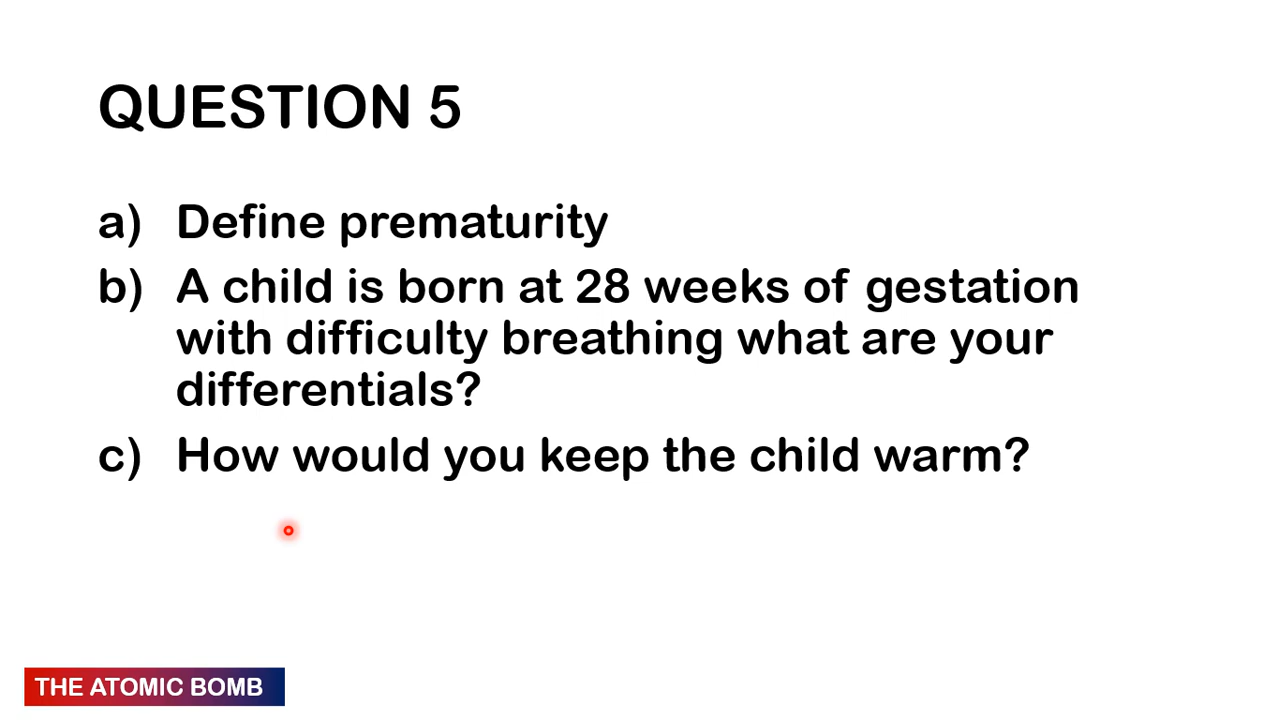 QUESTION 5
a) Define prematurity
b) A child is born at 28 weeks of gestation
with difficulty breathing what are your
differentials?
c) How would you keep the child warm?
THE ATOMIC BOMB